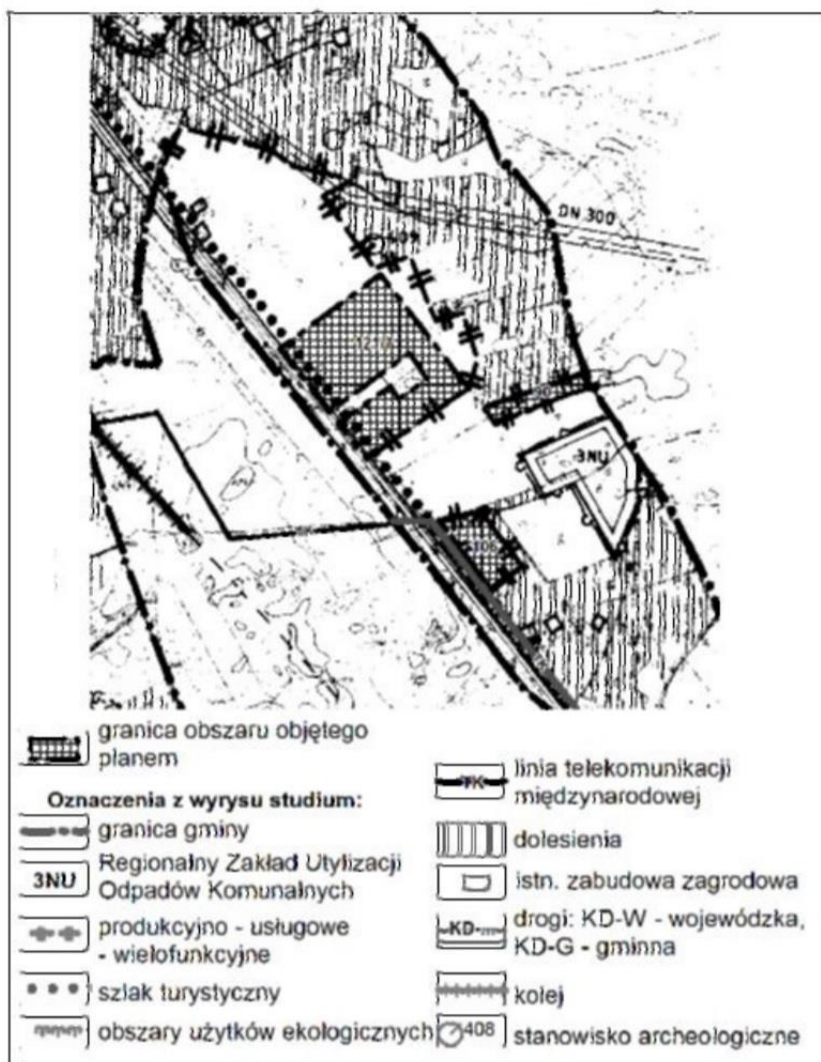 DN 300
3NU
granica obszaru objętego
planem
Oznaczenia z wyrysu studium:
granica gminy
3NU
Regionalny Zakład Utylizacji
Odpadów Komunalnych
produkcyjno - usługowe
- wielofunkcyjne
szlak turystyczny
obszary użytków ekologicznych
TK
linia telekomunikacji
międzynarodowej
dolesienia
istn. zabudowa zagrodowa
KD-...
drogi: KD-W - wojewódzka,
KD-G - gminna
kolej
408
stanowisko archeologiczne